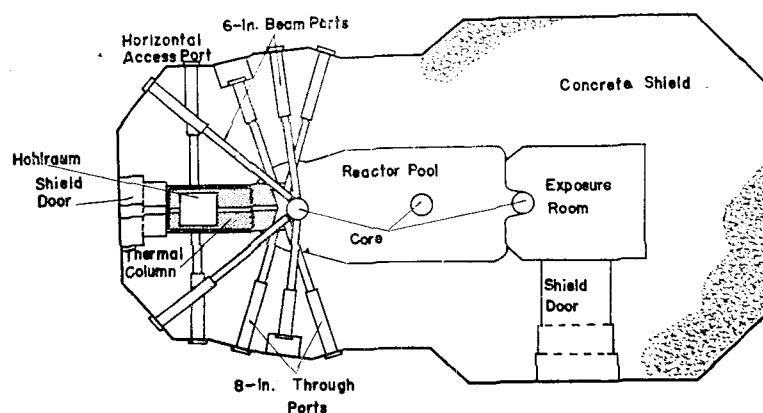 6-In. Beam Ports
Horizontal
Access Port
Concrete Shield
Hohlraum
Shield
Door
Reactor Pool
Exposure
Room
Core
Thermal
Column
Shield
Door
8-In. Through
Ports